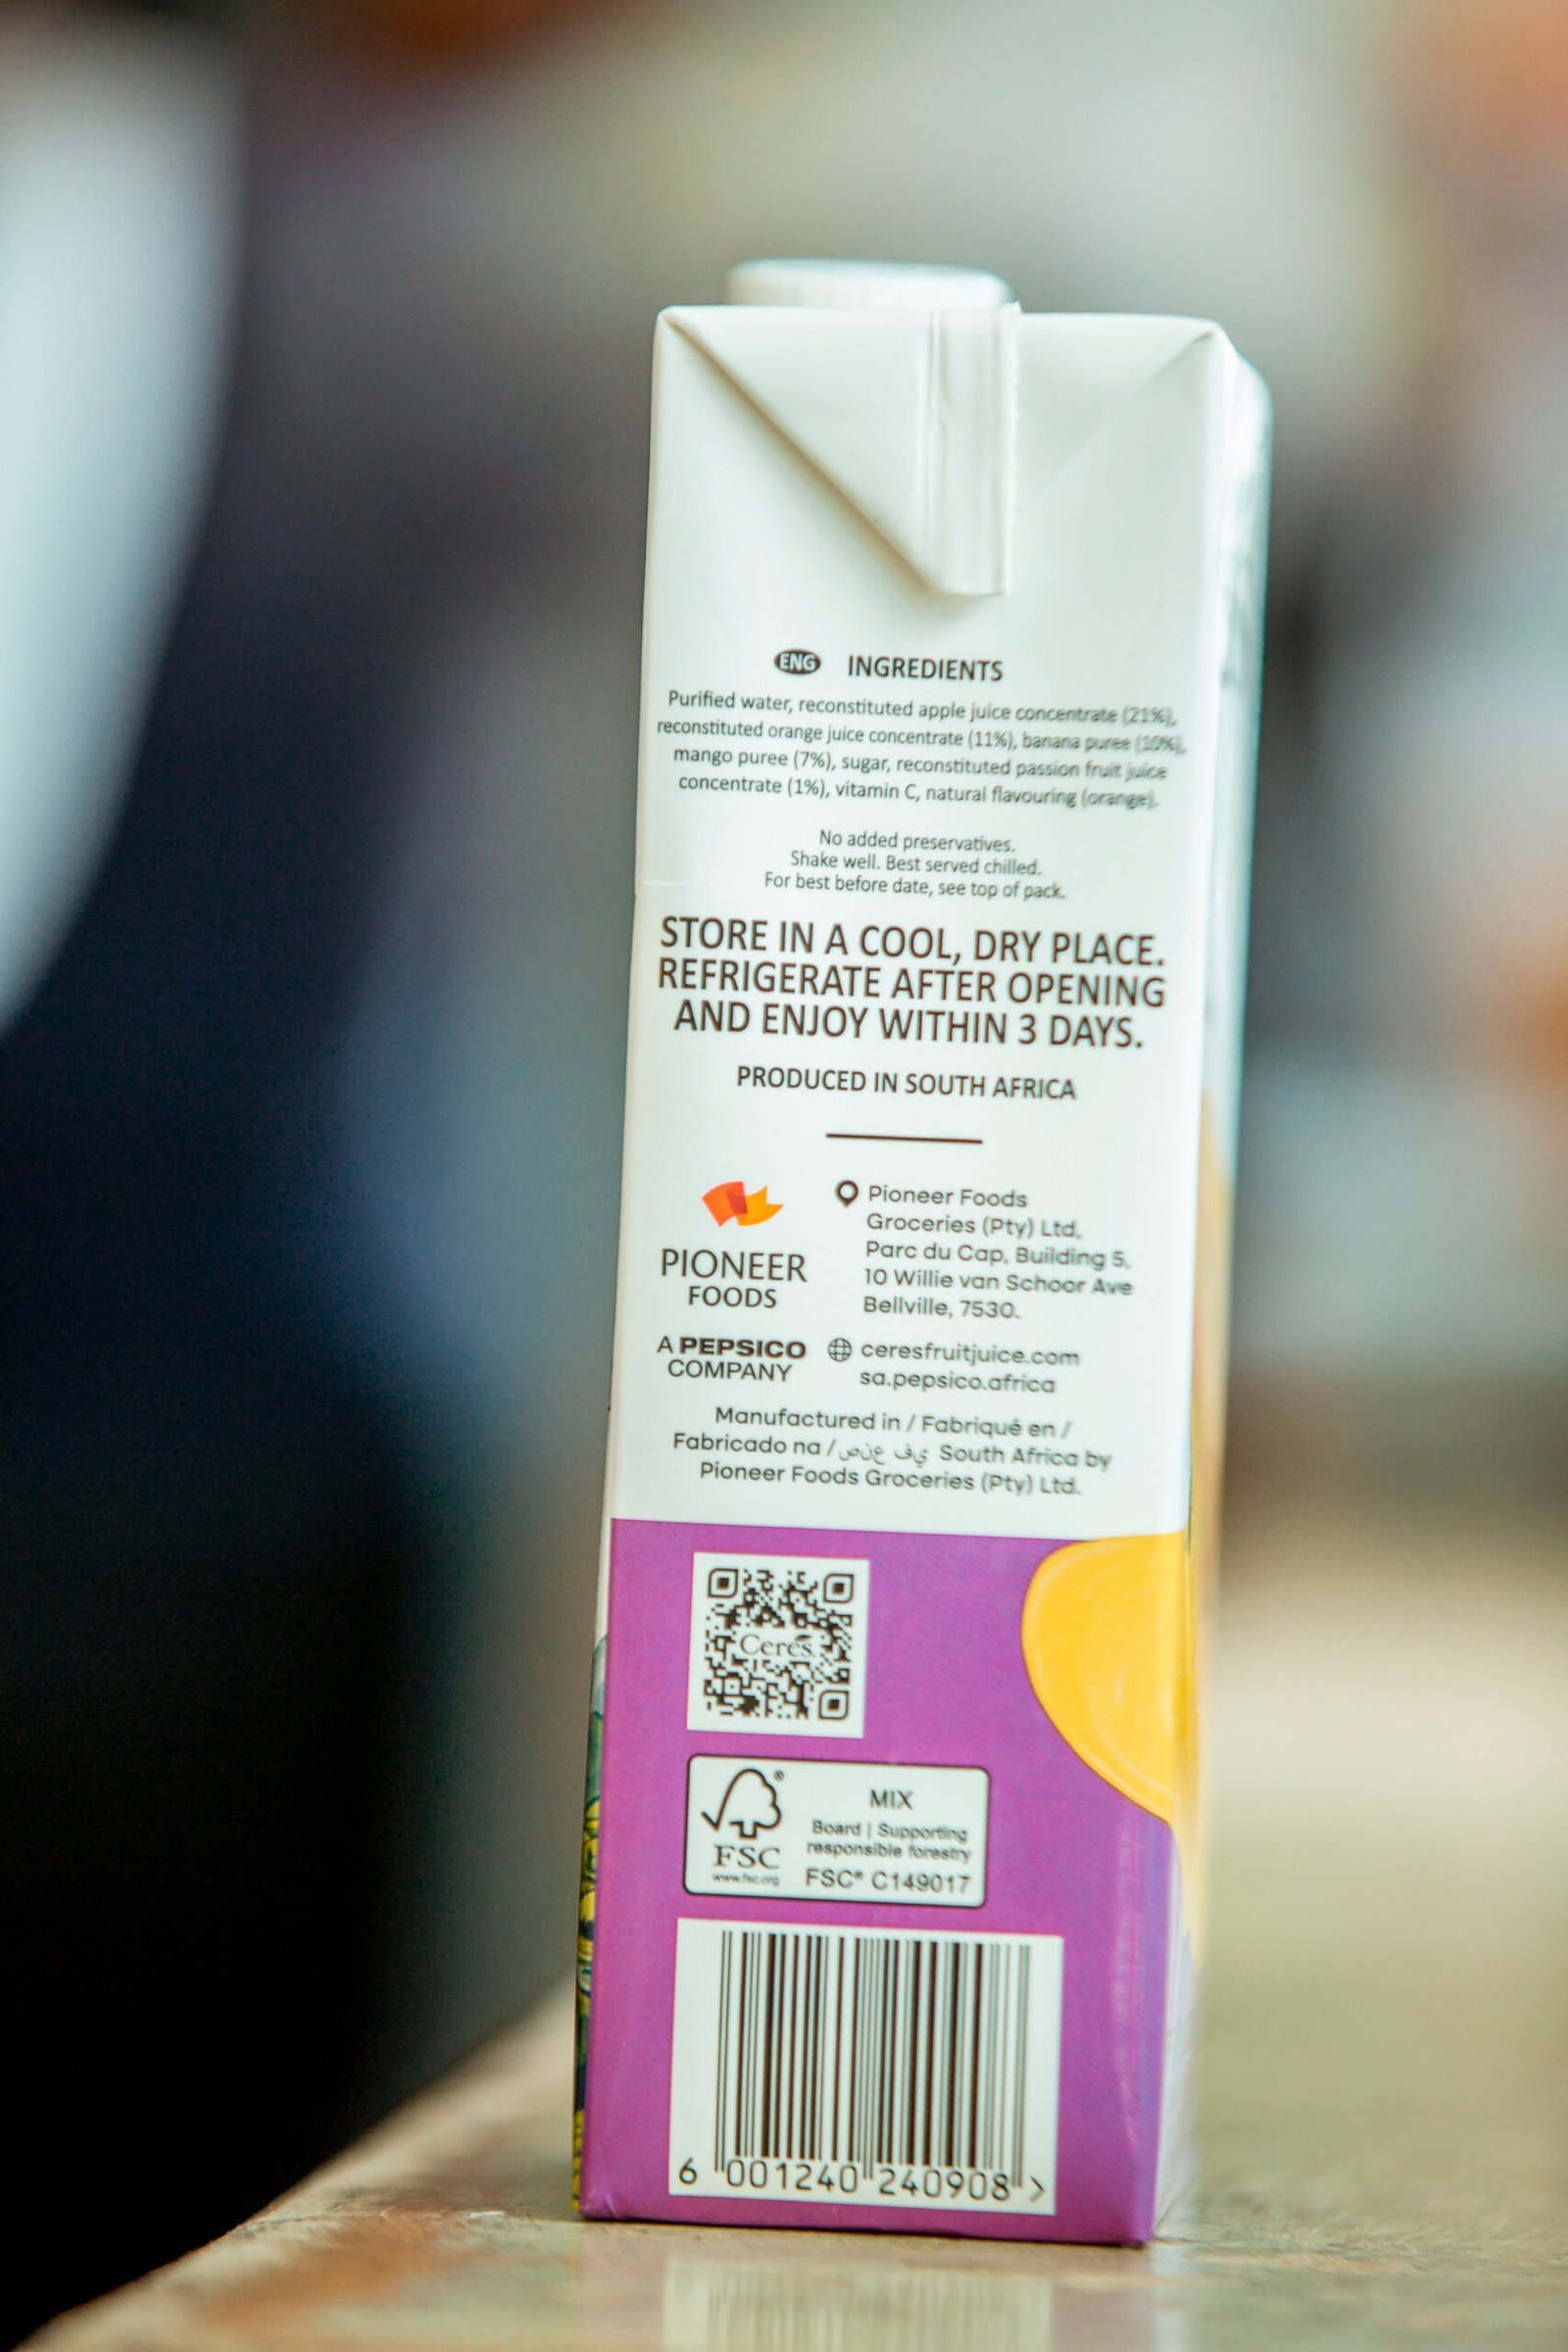 ENG INGREDIENTS
Purified water, reconstituted apple juice concentrate (21%),
reconstituted orange juice concentrate (11%), banana puree (10%),
mango puree (7%), sugar, reconstituted passion fruit juice
concentrate (1%), vitamin C, natural flavouring (orange).
No added preservatives.
Shake well. Best served chilled.
For best before date, see top of pack.
STORE IN A COOL, DRY PLACE.
REFRIGERATE AFTER OPENING
AND ENJOY WITHIN 3 DAYS.
PRODUCED IN SOUTH AFRICA
PIONEER
FOODS
A PEPSICO
COMPANY
Pioneer Foods
Groceries (Pty) Ltd,
Parc du Cap, Building 5,
10 Willie van Schoor Ave
Bellville, 7530.
ceresfruitjuice.com
sa.pepsico.africa
Manufactured in / Fabriqué en /
Fabricado na / يف عنص South Africa by
Pioneer Foods Groceries (Pty) Ltd.
Ceres
FSC®
www.fsc.org
MIX
Board | Supporting
responsible forestry
FSC® C149017
6 001240 240908 >